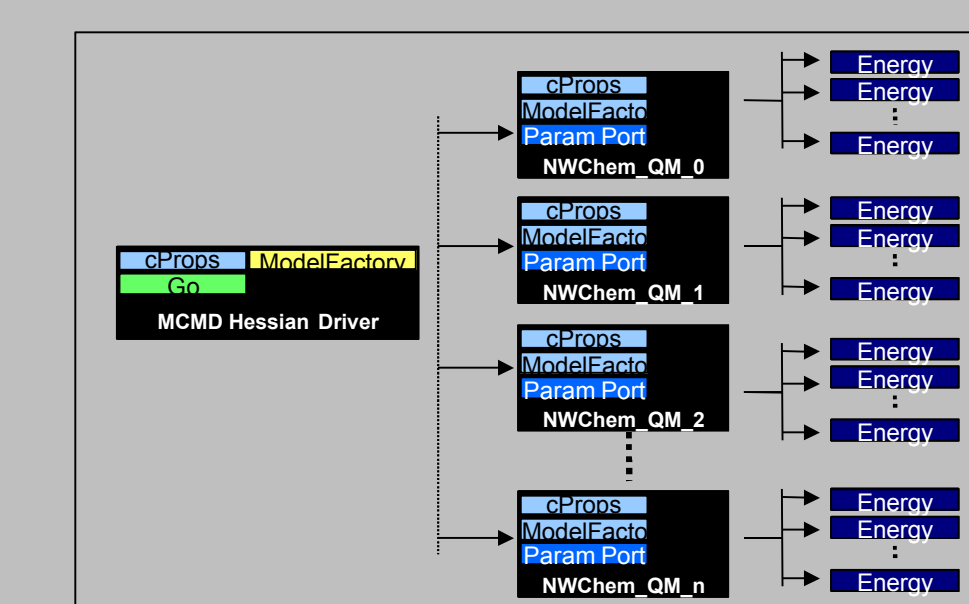 cProps ModelFactory
Go
MCMD Hessian Driver
cProps
ModelFacto
Param Port
NWChem_QM_0
Energy
Energy
Energy
cProps
ModelFacto
Param Port
NWChem_QM_1
Energy
Energy
Energy
cProps
ModelFacto
Param Port
NWChem_QM_2
Energy
Energy
Energy
cProps
ModelFacto
Param Port
NWChem_QM_n
Energy
Energy
Energy